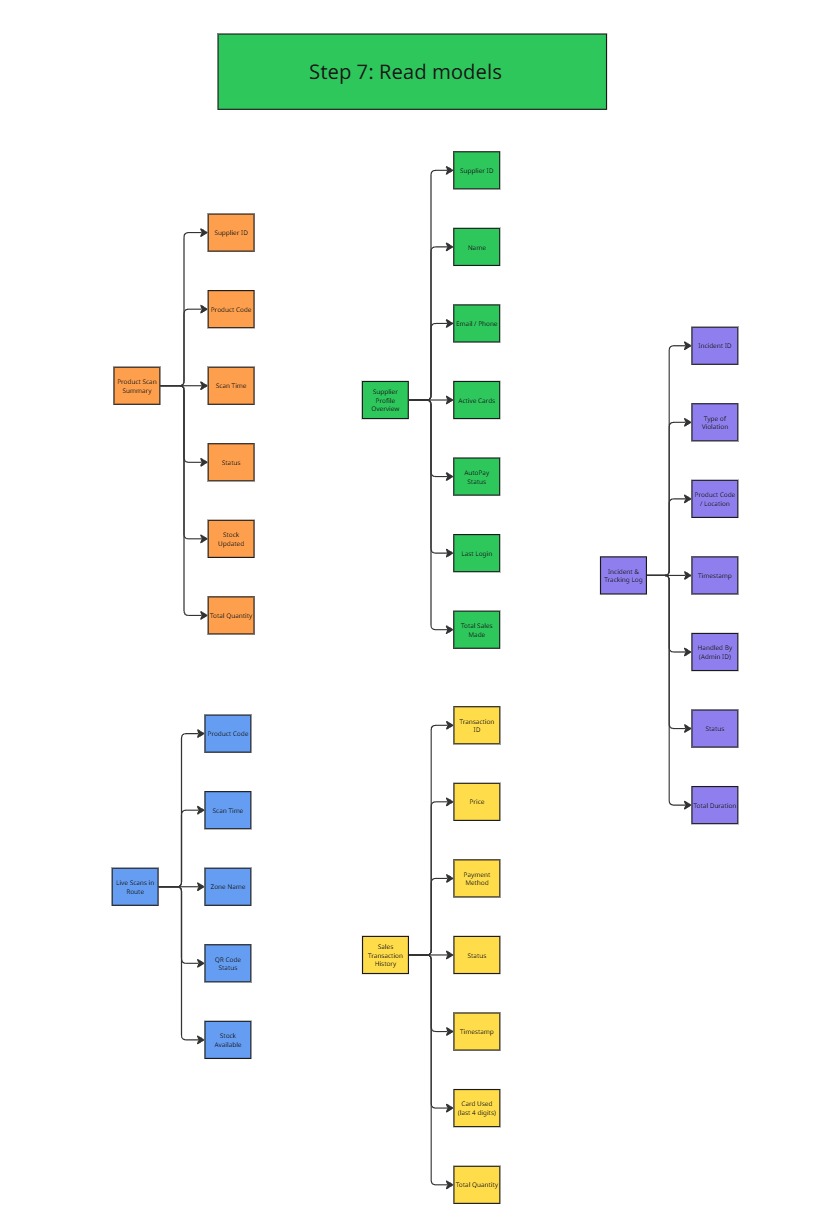 Step 7: Read models
Product Scan
Summary
Supplier ID
Product Code
Scan Time
Status
Stock
Updated
Total Quantity
Supplier
Profile
Overview
Supplier ID
Name
Email / Phone
Active Cards
AutoPay
Status
Last Login
Total Sales
Made
Incident &
Tracking Log
Incident ID
Type of
Violation
Product Code
/ Location
Timestamp
Handled By
(Admin ID)
Status
Total Duration
Live Scans in
Route
Product Code
Scan Time
Zone Name
QR Code
Status
Stock
Available
Sales
Transaction
History
Transaction
ID
Price
Payment
Method
Status
Timestamp
Card Used
(last 4 digits)
Total Quantity